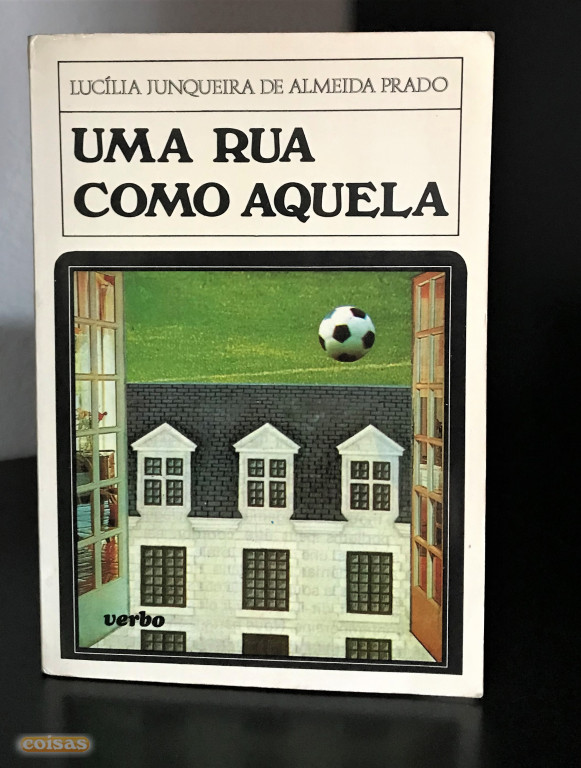 LUCÍLIA JUNQUEIRA DE ALMEIDA PRADO
UMA RUA
COMO AQUELA
verbo
coisas